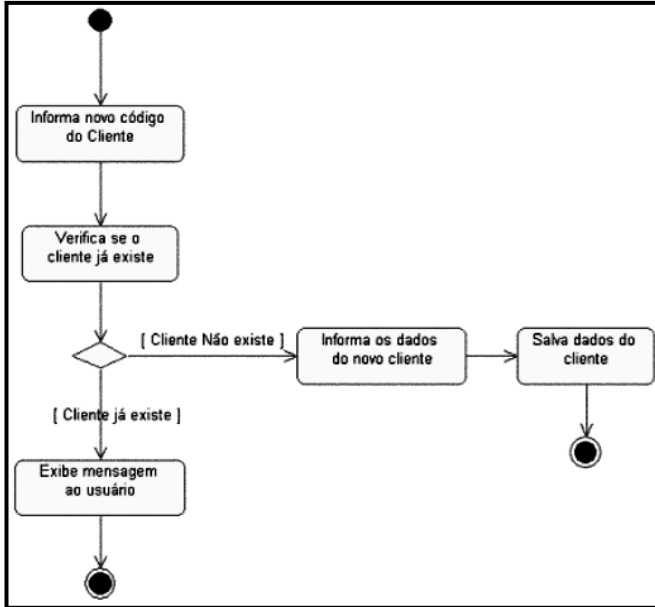 Informa novo código
do Cliente
Verifica se o
cliente já existe
[ Cliente Não existe ]
Informa os dados
do novo cliente
Salva dados do
cliente
[ Cliente já existe ]
Exibe mensagem
ao usuário